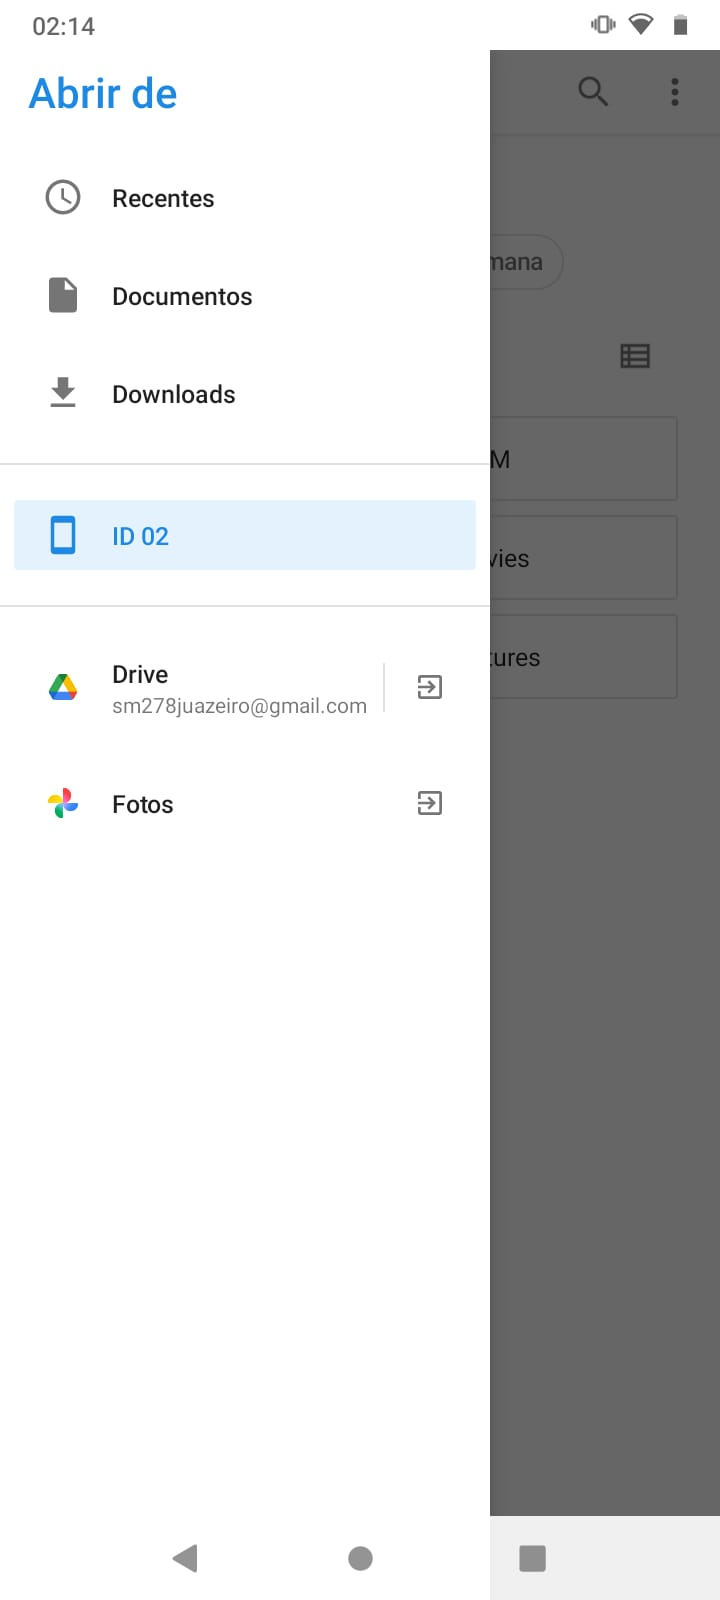 02:14
Abrir de
Recentes
mana
Documentos
Downloads
M
ID 02
vies
tures
Drive
sm278juazeiro@gmail.com
Fotos